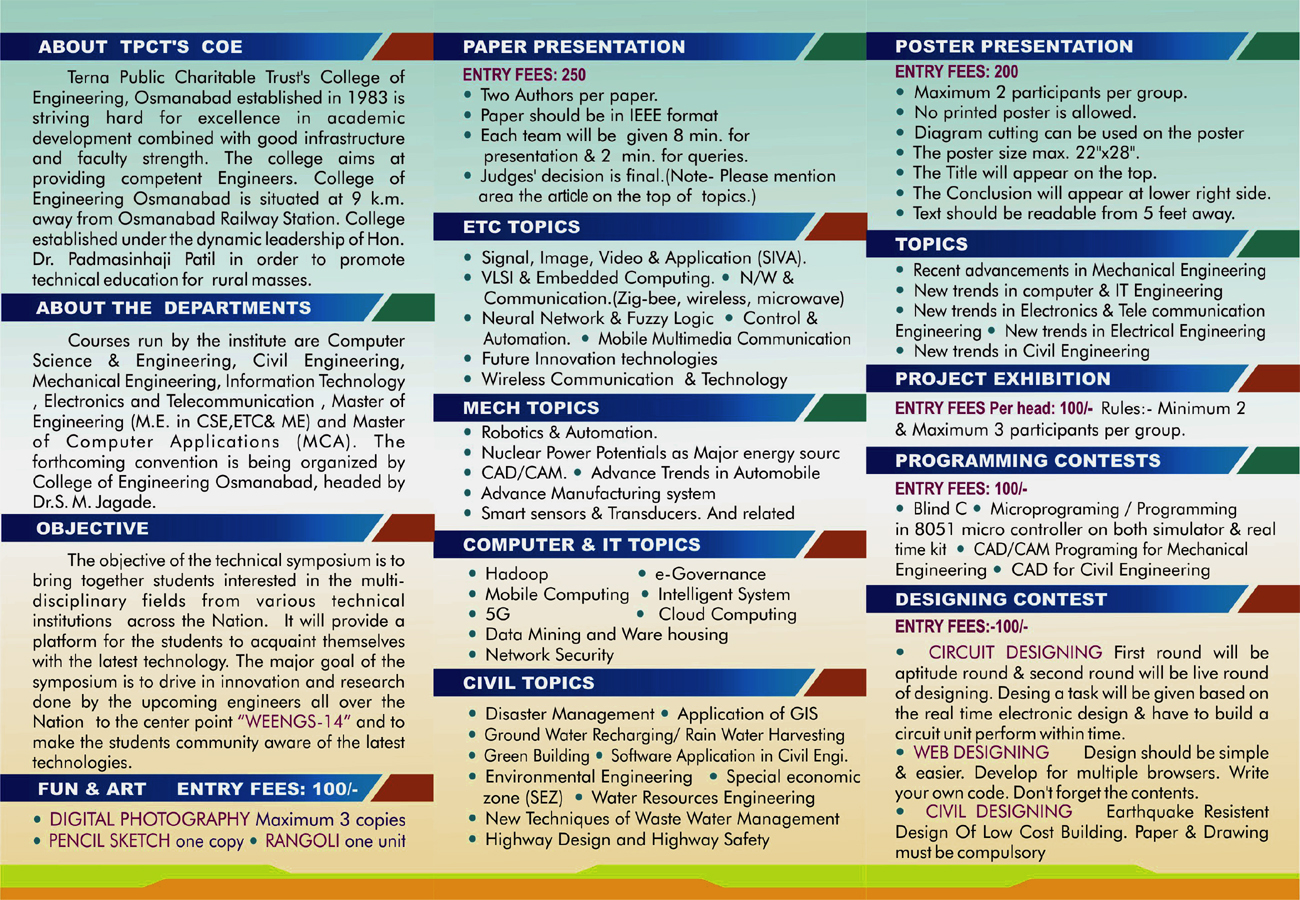 ABOUT TPCT'S COE
Terna Public Charitable Trust's College of
Engineering, Osmanabad established in 1983 is
striving hard for excellence in academic
development combined with good infrastructure
and faculty strength. The college aims at
providing competent Engineers. College of
Engineering Osmanabad is situated at 9 k.m.
away from Osmanabad Railway Station. College
established under the dynamic leadership of Hon.
Dr. Padmasinhaji Patil in order to promote
technical education for rural masses.
ABOUT THE DEPARTMENTS
Courses run by the institute are Computer
Science & Engineering, Civil Engineering,
Mechanical Engineering, Information Technology
, Electronics and Telecommunication , Master of
Engineering (M.E. in CSE,ETC& ME) and Master
of Computer Applications (MCA). The
forthcoming convention is being organized by
College of Engineering Osmanabad, headed by
Dr.S. M. Jagade.
OBJECTIVE
The objective of the technical symposium is to
bring together students interested in the multi-
disciplinary fields from various technical
institutions across the Nation. It will provide a
platform for the students to acquaint themselves
with the latest technology. The major goal of the
symposium is to drive in innovation and research
done by the upcoming engineers all over the
Nation to the center point "WEENGS-14" and to
make the students community aware of the latest
technologies.
FUN & ART ENTRY FEES: 100/-
• DIGITAL PHOTOGRAPHY Maximum 3 copies
• PENCIL SKETCH one copy • RANGOLI one unit
PAPER PRESENTATION
ENTRY FEES: 250
• Two Authors per paper.
• Paper should be in IEEE format
• Each team will be given 8 min. for
presentation & 2 min. for queries.
• Judges' decision is final.(Note- Please mention
area the article on the top of topics.)
ETC TOPICS
• Signal, Image, Video & Application (SIVA).
• VLSI & Embedded Computing. • N/W &
Communication.(Zig-bee, wireless, microwave)
• Neural Network & Fuzzy Logic • Control &
Automation. • Mobile Multimedia Communication
• Future Innovation technologies
• Wireless Communication & Technology
MECH TOPICS
• Robotics & Automation.
• Nuclear Power Potentials as Major energy sourc
• CAD/CAM. • Advance Trends in Automobile
• Advance Manufacturing system
• Smart sensors & Transducers. And related
COMPUTER & IT TOPICS
• Hadoop • e-Governance
• Mobile Computing • Intelligent System
• 5G • Cloud Computing
• Data Mining and Ware housing
• Network Security
CIVIL TOPICS
• Disaster Management • Application of GIS
• Ground Water Recharging/ Rain Water Harvesting
• Green Building • Software Application in Civil Engi.
• Environmental Engineering • Special economic
zone (SEZ) • Water Resources Engineering
• New Techniques of Waste Water Management
• Highway Design and Highway Safety
POSTER PRESENTATION
ENTRY FEES: 200
• Maximum 2 participants per group.
• No printed poster is allowed.
• Diagram cutting can be used on the poster
• The poster size max. 22"x28".
• The Title will appear on the top.
• The Conclusion will appear at lower right side.
• Text should be readable from 5 feet away.
TOPICS
• Recent advancements in Mechanical Engineering
• New trends in computer & IT Engineering
• New trends in Electronics & Tele communication
Engineering • New trends in Electrical Engineering
• New trends in Civil Engineering
PROJECT EXHIBITION
ENTRY FEES Per head: 100/- Rules:- Minimum 2
& Maximum 3 participants per group.
PROGRAMMING CONTESTS
ENTRY FEES: 100/-
• Blind C • Microprograming / Programming
in 8051 micro controller on both simulator & real
time kit • CAD/CAM Programing for Mechanical
Engineering • CAD for Civil Engineering
DESIGNING CONTEST
ENTRY FEES:-100/-
• CIRCUIT DESIGNING First round will be
aptitude round & second round will be live round
of designing. Desing a task will be given based on
the real time electronic design & have to build a
circuit unit perform within time.
• WEB DESIGNING Design should be simple
& easier. Develop for multiple browsers. Write
your own code. Don't forget the contents.
• CIVIL DESIGNING Earthquake Resistent
Design Of Low Cost Building. Paper & Drawing
must be compulsory